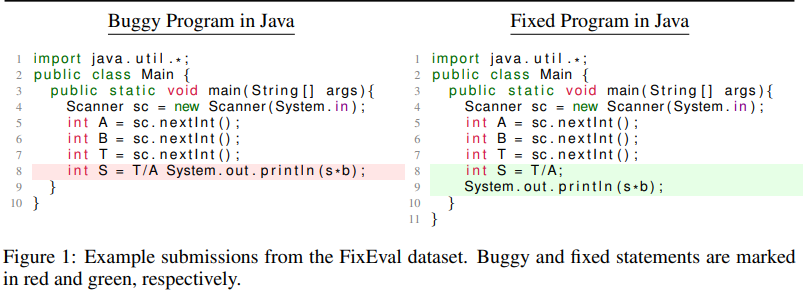 Buggy Program in Java
1 import java.util.*;
2 public class Main {
3 public static void main(String[] args){
4 Scanner sc = new Scanner(System.in);
5 int A = sc.nextInt();
6 int B = sc.nextInt();
7 int T = sc.nextInt();
8 int S = T/A System.out.println(s*b);
9 }
10 }
Fixed Program in Java
1 import java.util.*;
2 public class Main {
3 public static void main(String[] args){
4 Scanner sc = new Scanner(System.in);
5 int A = sc.nextInt();
6 int B = sc.nextInt();
7 int T = sc.nextInt();
8 int S = T/A;
9 System.out.println(s*b);
10 }
11 }
Figure 1: Example submissions from the FixEval dataset. Buggy and fixed statements are marked
in red and green, respectively.